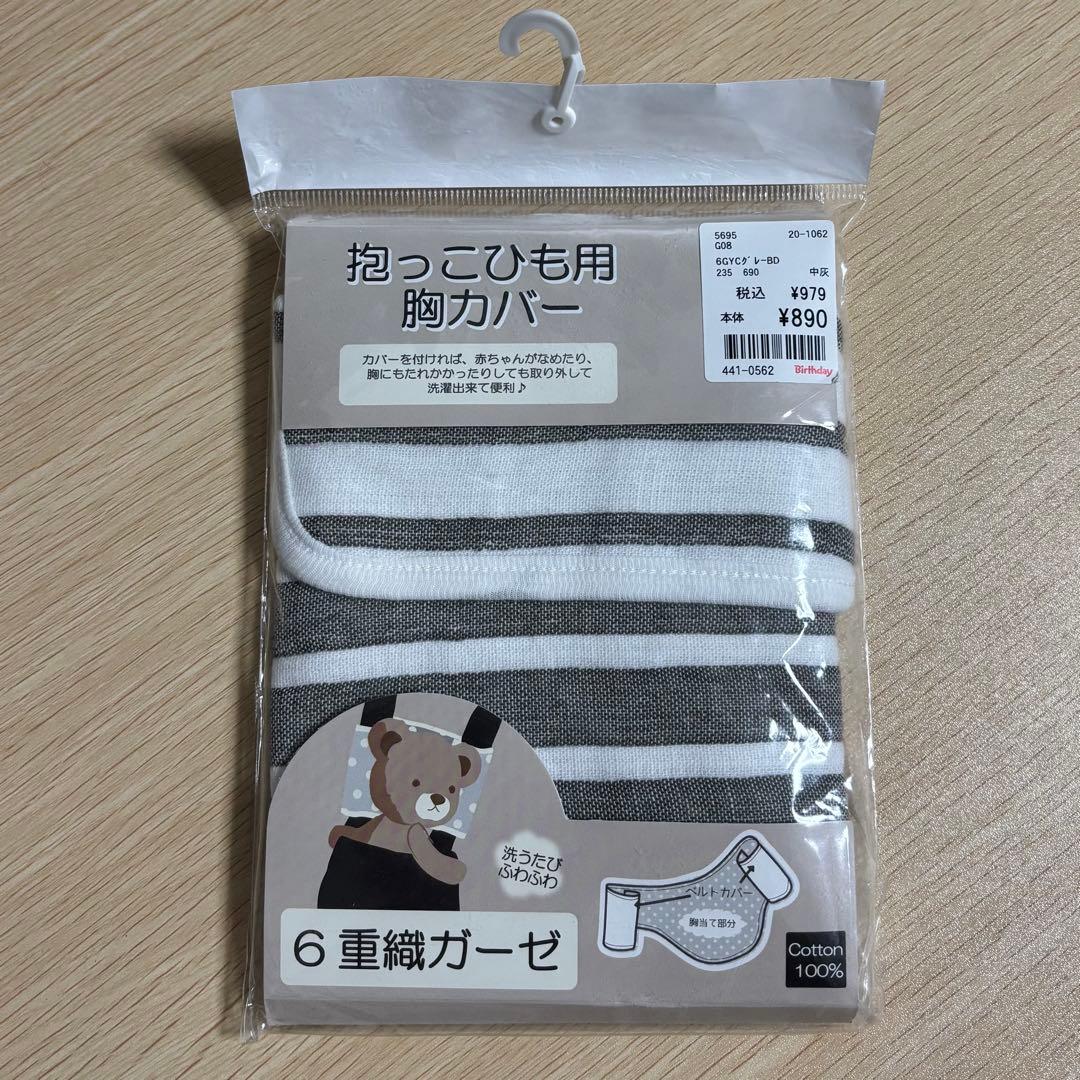 抱っこひも用
胸カバー
カバーを付ければ、赤ちゃんがなめたり、
胸にもたれかかったりしても取り外して
洗濯出来て便利♪
5695 20-1062
G08
6GYCグレーBD
235 690 中灰
税込 ¥979
本体 ¥890
441-0562 Birthday
洗うたび
ふわふわ
ベルトカバー
胸当て部分
6重織ガーゼ
Cotton
100%